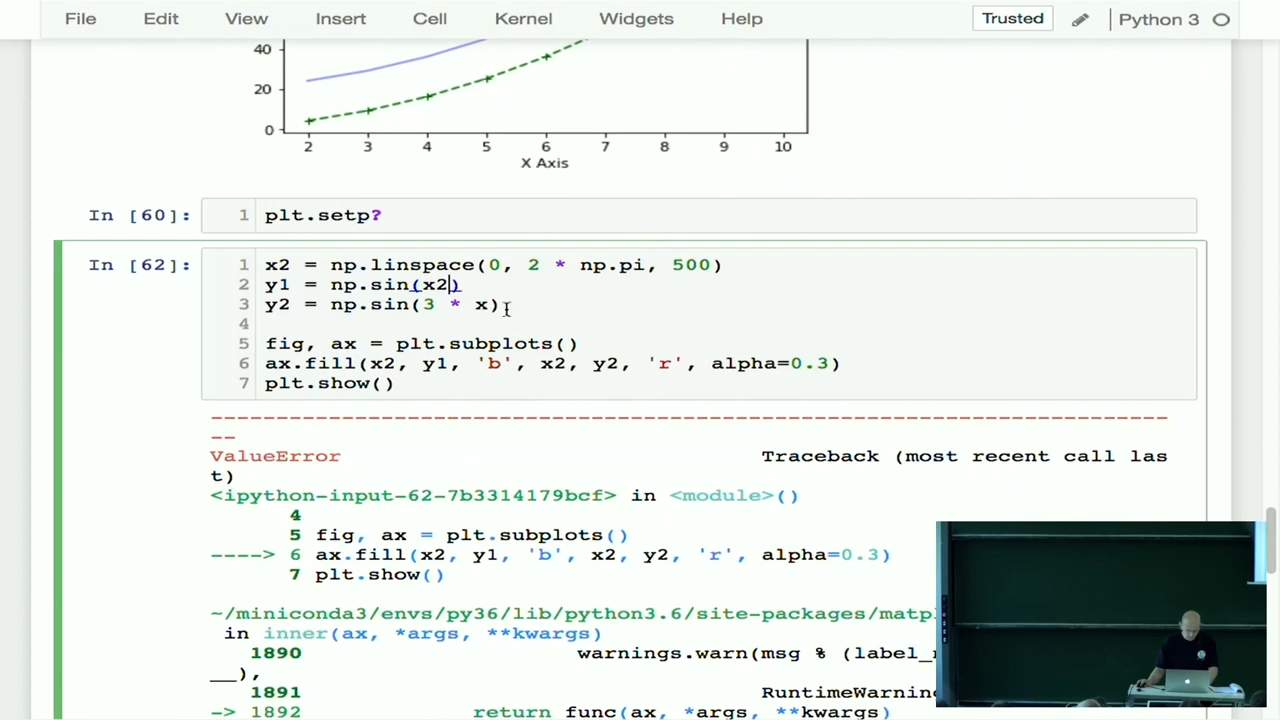 File Edit View Insert Cell Kernel Widgets Help Trusted Python 3
40
20
0
2 3 4 5 6 7 8 9 10
X Axis
In [60]: 1 plt.setp?
In [62]: 1 x2 = np.linspace(0, 2 * np.pi, 500)
2 y1 = np.sin(x2)
3 y2 = np.sin(3 * x)
4
5 fig, ax = plt.subplots()
6 ax.fill(x2, y1, 'b', x2, y2, 'r', alpha=0.3)
7 plt.show()
---------------------------------------------------------------------------
--
ValueError Traceback (most recent call las
t)
<ipython-input-62-7b3314179bcf> in <module>()
4
5 fig, ax = plt.subplots()
----> 6 ax.fill(x2, y1, 'b', x2, y2, 'r', alpha=0.3)
7 plt.show()
~/miniconda3/envs/py36/lib/python3.6/site-packages/matpl
in inner(ax, *args, **kwargs)
1890 warnings.warn(msg % (label_
__),
1891 RuntimeWarning
-> 1892 return func(ax, *args, **kwargs)